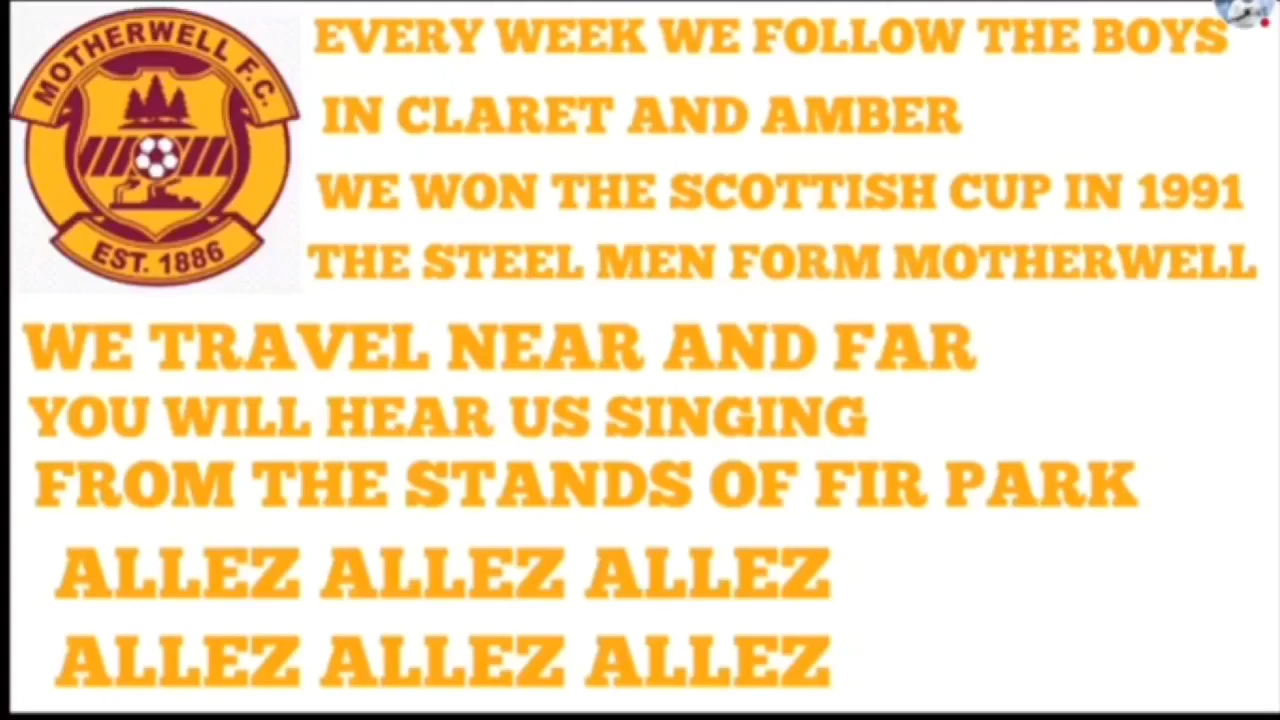 MOTHERWELL F.C.
EST. 1886
EVERY WEEK WE FOLLOW THE BOYS
IN CLARET AND AMBER
WE WON THE SCOTTISH CUP IN 1991
THE STEEL MEN FORM MOTHERWELL
WE TRAVEL NEAR AND FAR
YOU WILL HEAR US SINGING
FROM THE STANDS OF FIR PARK
ALLEZ ALLEZ ALLEZ
ALLEZ ALLEZ ALLEZ